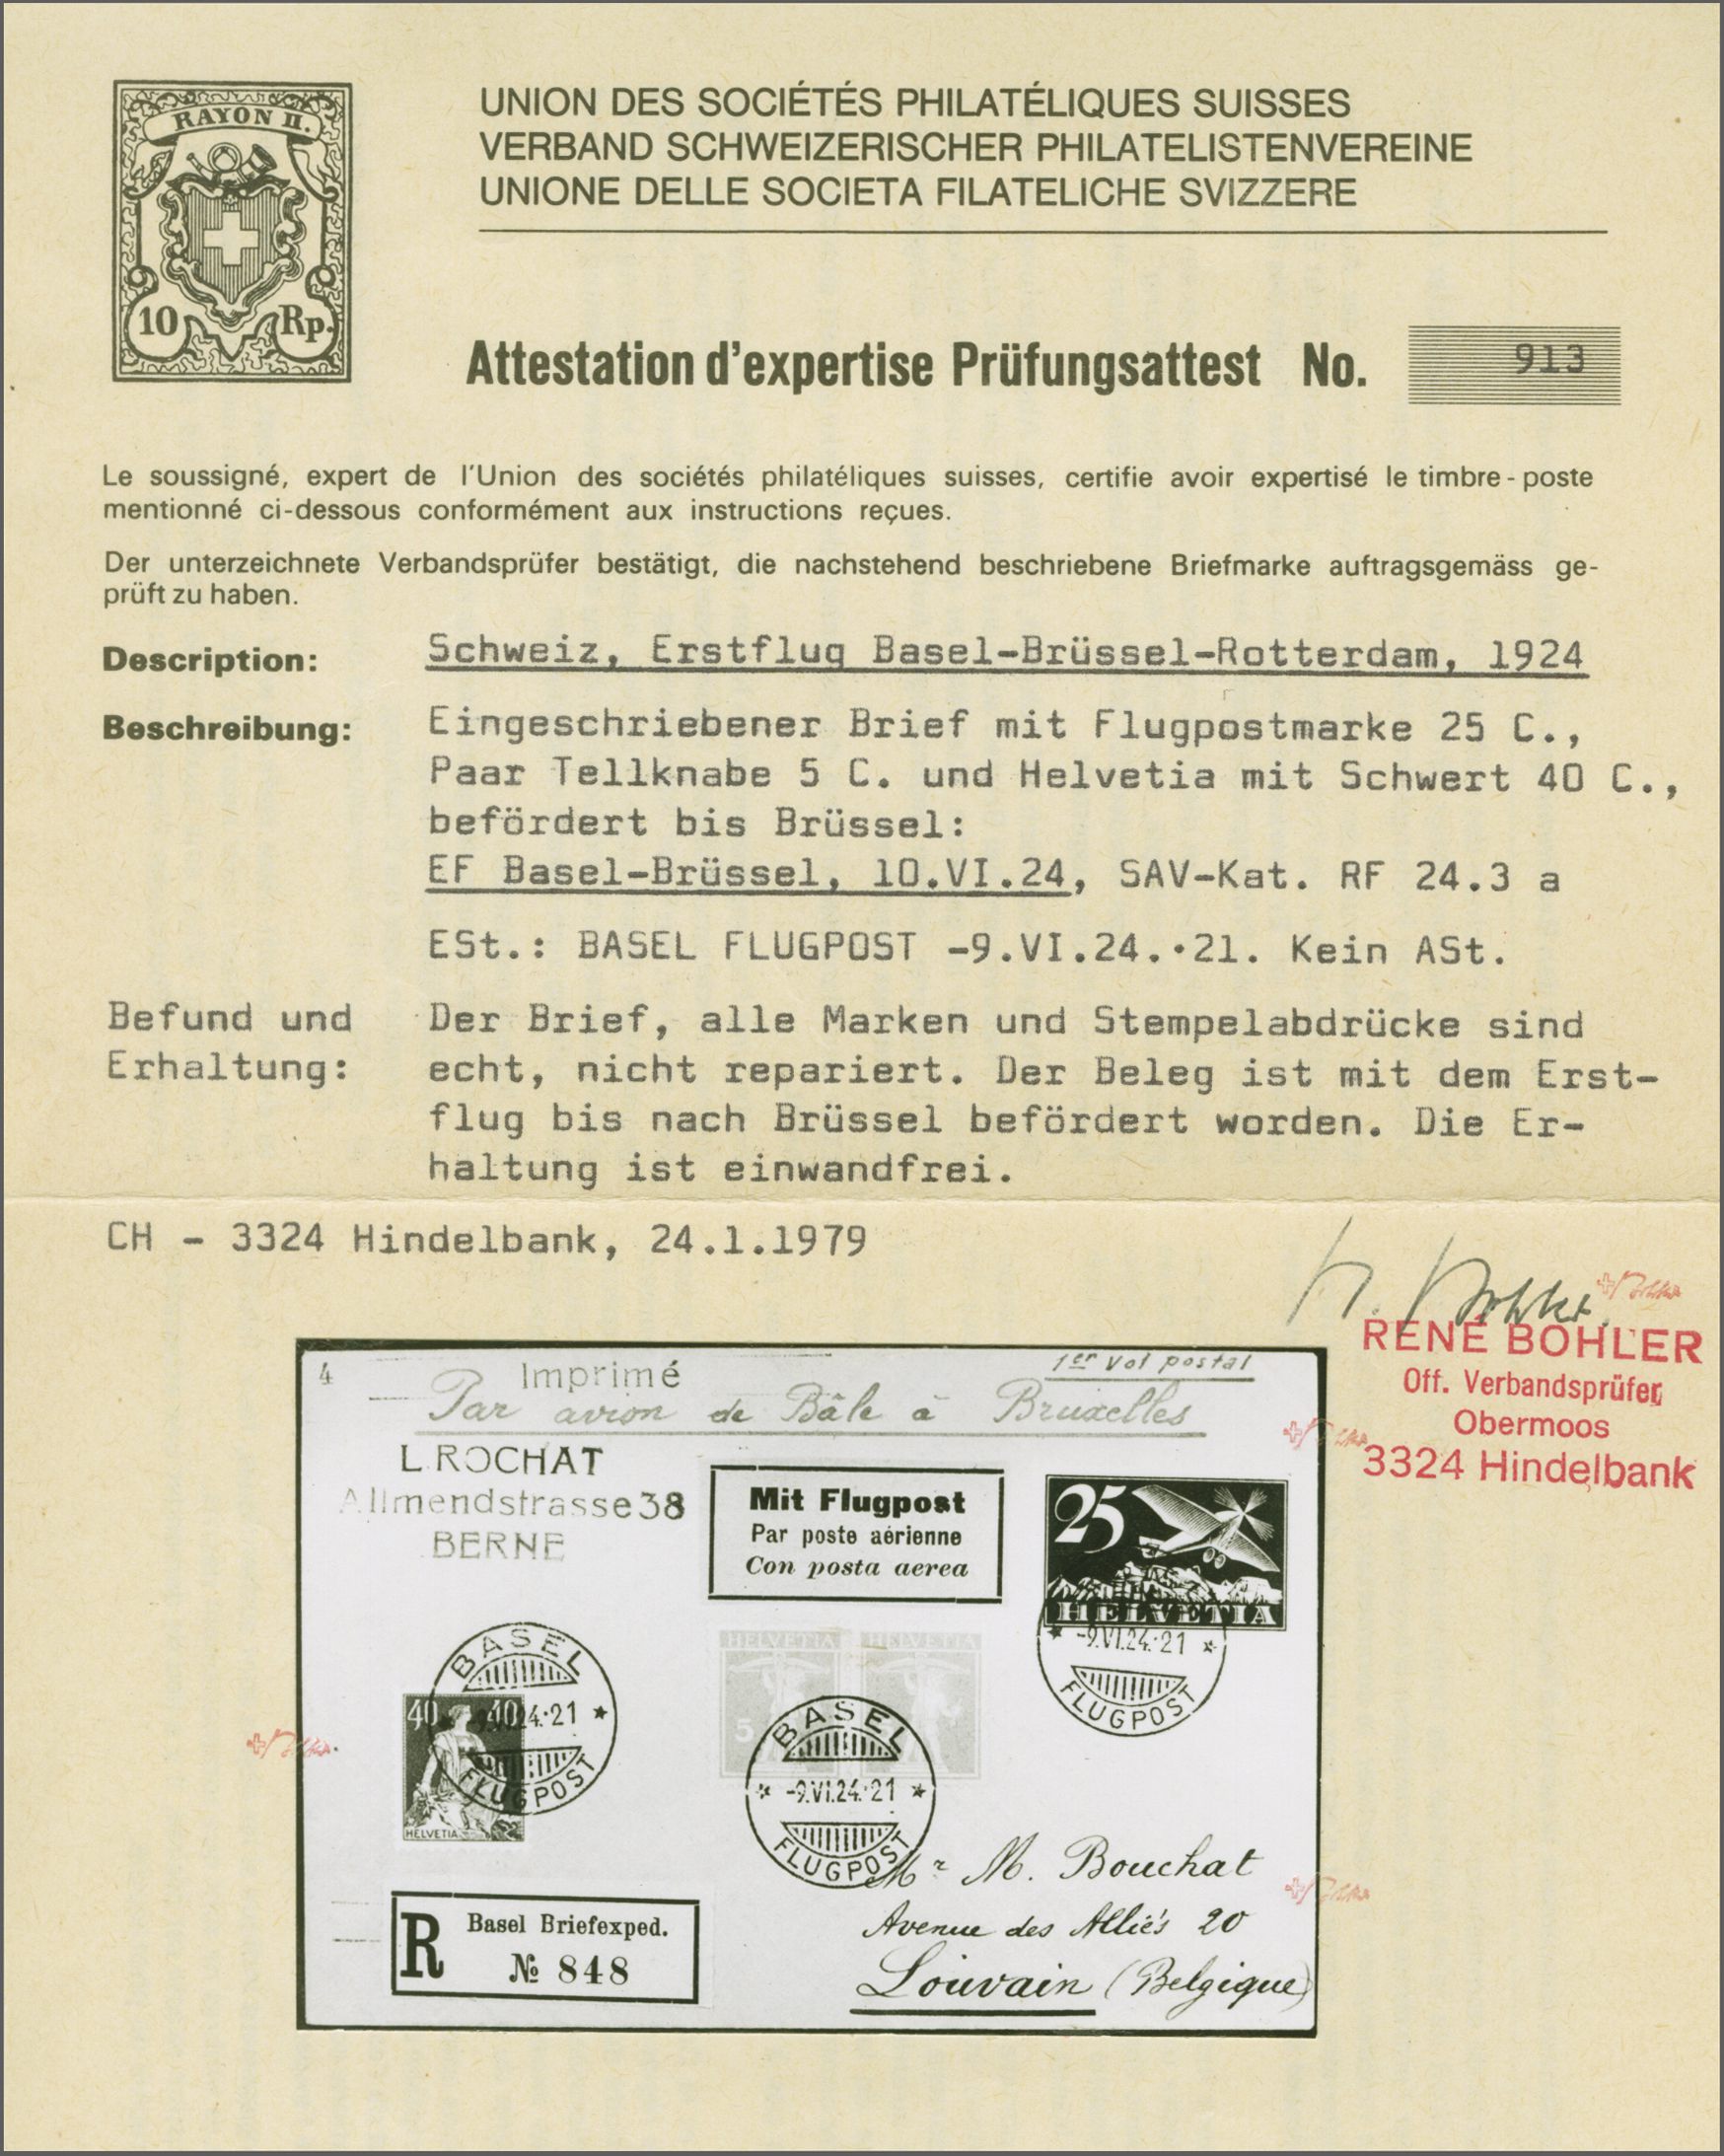 RAYON II.
10 Rp.
UNION DES SOCIÉTÉS PHILATÉLIQUES SUISSES
VERBAND SCHWEIZERISCHER PHILATELISTENVEREINE
UNIONE DELLE SOCIETA FILATELICHE SVIZZERE
Attestation d'expertise Prüfungsattest No. 913
Le soussigné, expert de l'Union des sociétés philatéliques suisses, certifie avoir expertisé le timbre-poste
mentionné ci-dessous conformément aux instructions reçues.
Der unterzeichnete Verbandsprüfer bestätigt, die nachstehend beschriebene Briefmarke auftragsgemäss ge-
prüft zu haben.
Description: Schweiz, Erstflug Basel-Brüssel-Rotterdam, 1924
Beschreibung: Eingeschriebener Brief mit Flugpostmarke 25 C.,
Paar Tellknabe 5 C. und Helvetia mit Schwert 40 C.,
befördert bis Brüssel:
EF Basel-Brüssel, 10.VI.24, SAV-Kat. RF 24.3 a
ESt.: BASEL FLUGPOST -9.VI.24.·21. Kein ASt.
Befund und Der Brief, alle Marken und Stempelabdrücke sind
Erhaltung: echt, nicht repariert. Der Beleg ist mit dem Erst-
flug bis nach Brüssel befördert worden. Die Er-
haltung ist einwandfrei.
CH - 3324 Hindelbank, 24.1.1979
RENÉ BOHLER
Off. Verbandsprüfer
Obermoos
3324 Hindelbank
4
Imprimé
1er vol postal
Par avion de Bâle à Bruxelles
L. ROCHAT
Allmendstrasse 38
BERNE
Mit Flugpost
Par poste aérienne
Con posta aerea
25
HELVETIA
-9.VI.24.·21
FLUGPOST
HELVETIA HELVETIA
5
BASEL
-9.VI.24.·21
FLUGPOST
BASEL
40 40
24.·21
FLUGPOST
HELVETIA
Mr M. Bouchat
Avenue des Alliés 20
Louvain (Belgique)
R Basel Briefexped.
№ 848